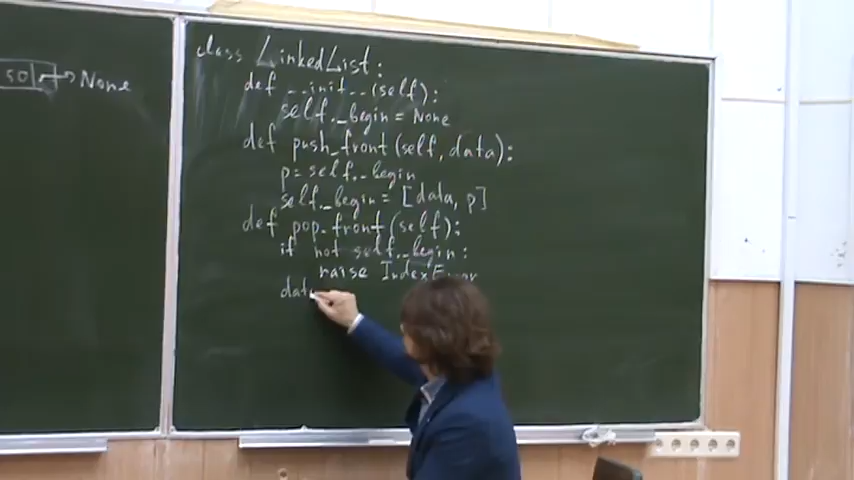 50 → None
class LinkedList:
def __init__(self):
self._begin = None
def push_front(self, data):
p = self._begin
self._begin = [data, p]
def pop_front(self):
if not self._begin:
raise IndexError
data